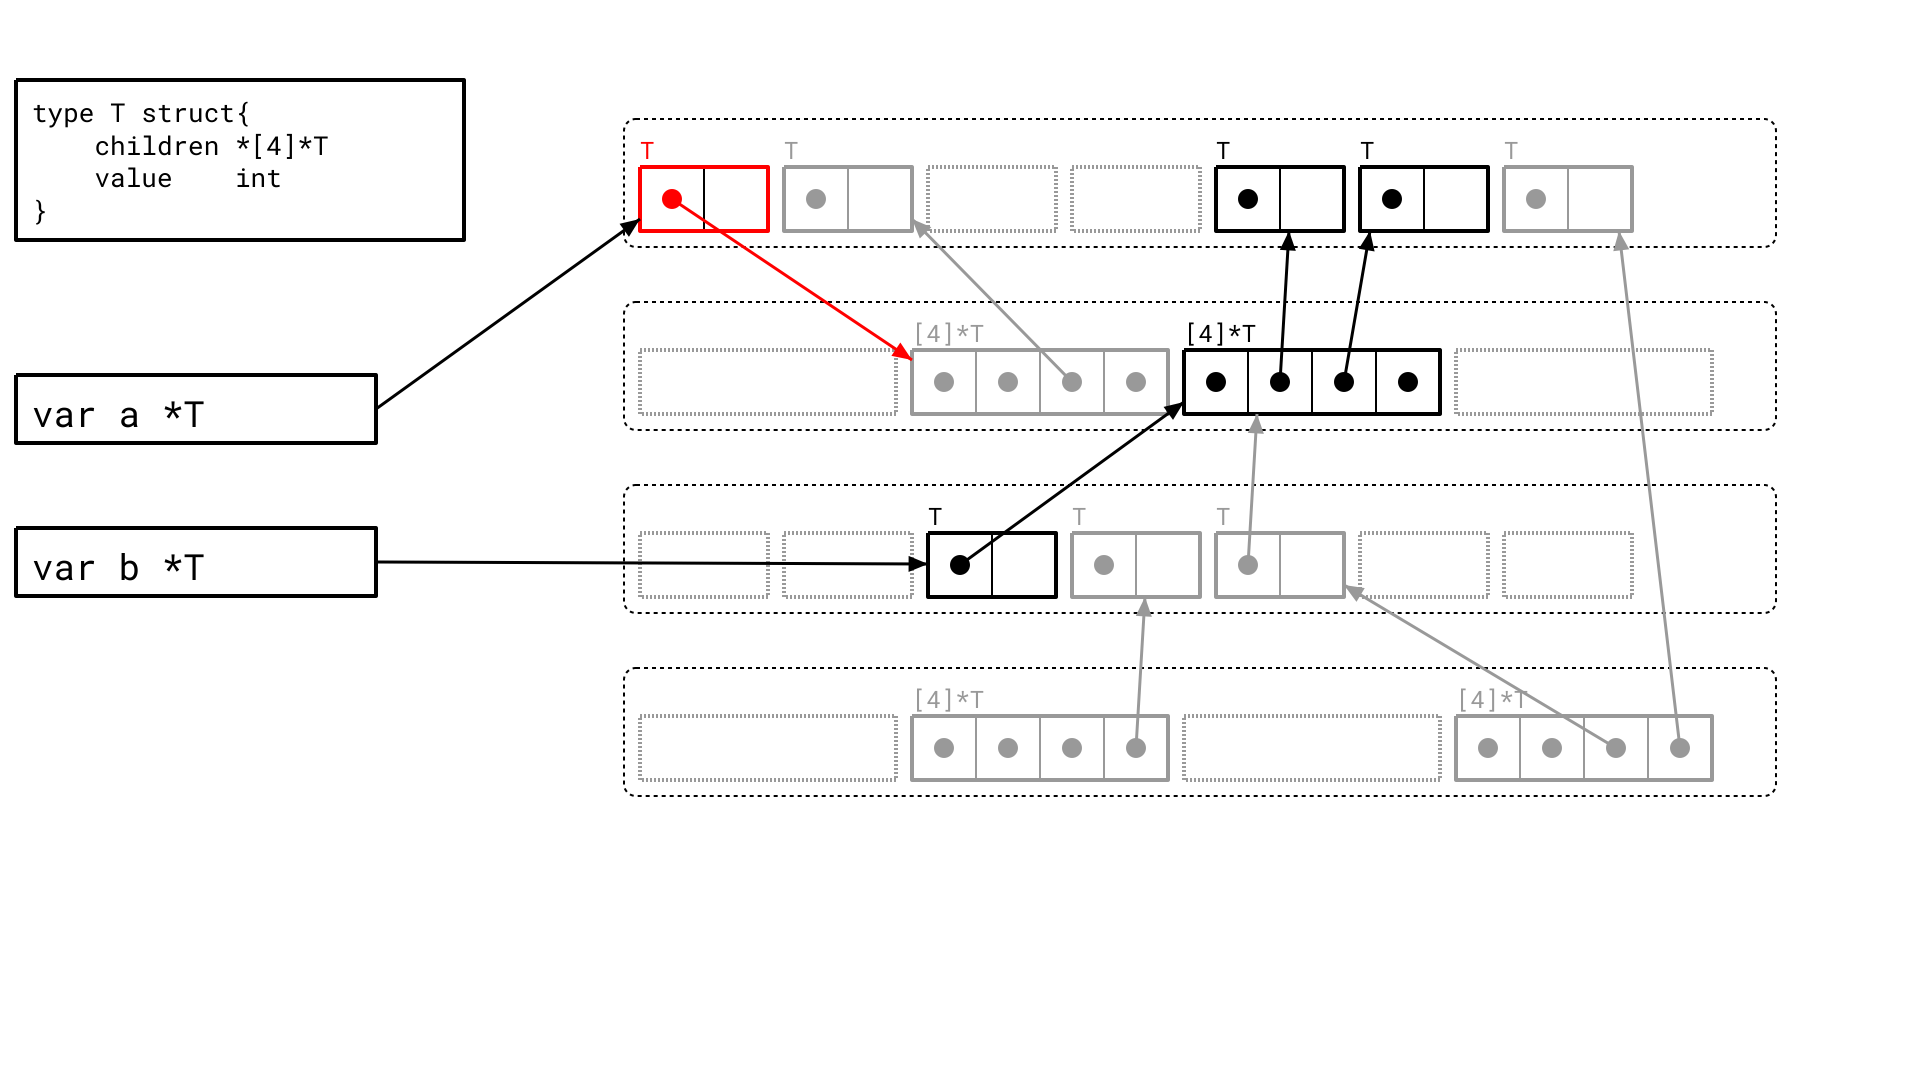 type T struct{
    children *[4]*T
    value    int
}
T T T T T
var a *T
[4]*T [4]*T
var b *T
T T T
[4]*T [4]*T